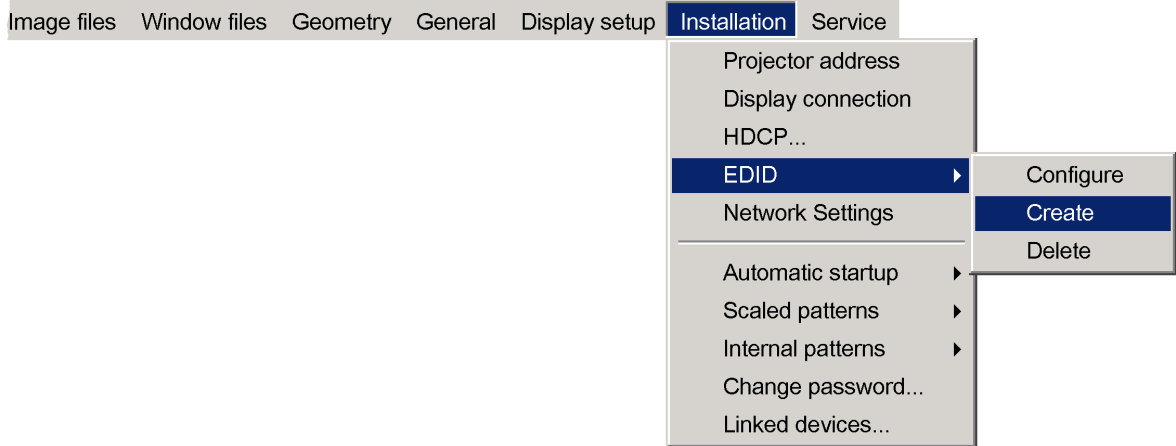 Image files Window files Geometry General Display setup Installation Service
Projector address
Display connection
HDCP...
EDID
Configure
Network Settings
Create
Delete
Automatic startup
Scaled patterns
Internal patterns
Change password...
Linked devices...